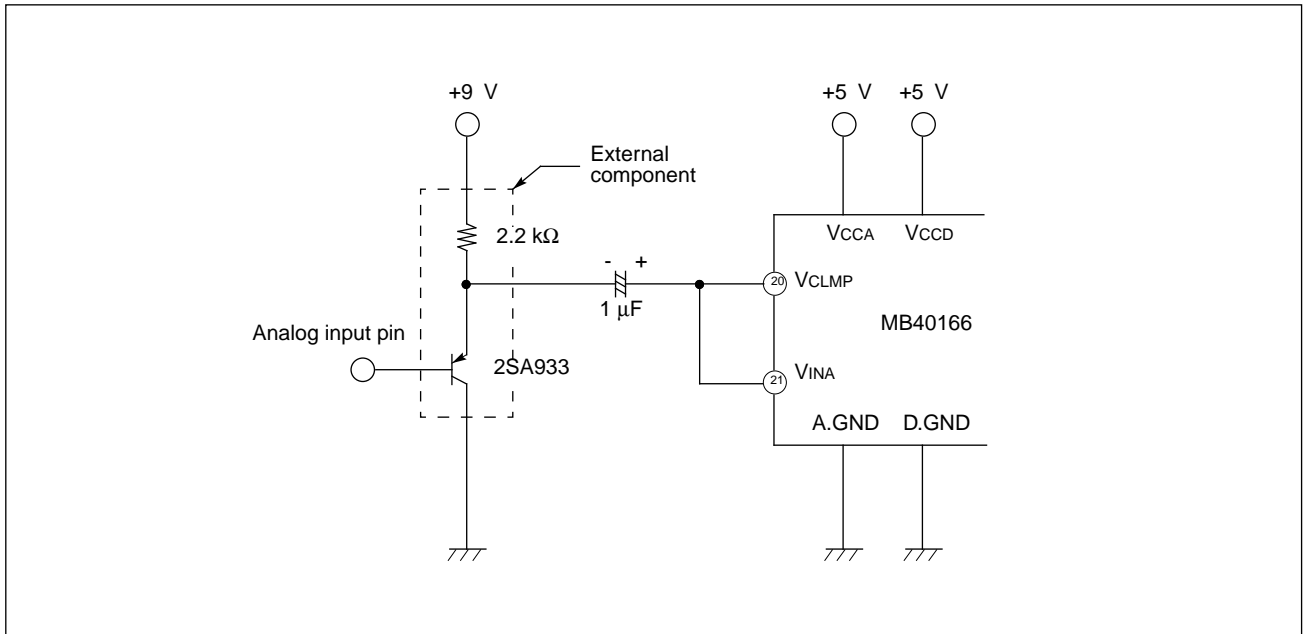 +9 V
+5 V
+5 V
External
component
2.2 kΩ
VCCA
VCCD
- +
1 µF
20
VCLMP
MB40166
Analog input pin
2SA933
21
VINA
A.GND
D.GND